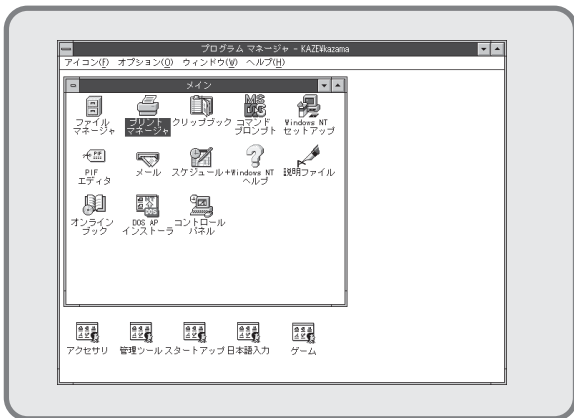 プログラム マネージャ - KAZE¥kazama
アイコン(F) オプション(O) ウィンドウ(W) ヘルプ(H)
メイン
ファイル マネージャ
プリント マネージャ
クリップブック
コマンド プロンプト
Windows NT セットアップ
PIF エディタ
メール
スケジュール+
Windows NT ヘルプ
説明ファイル
オンライン ブック
DOS AP インストーラ
コントロール パネル
アクセサリ
管理ツール
スタートアップ
日本語入力
ゲーム